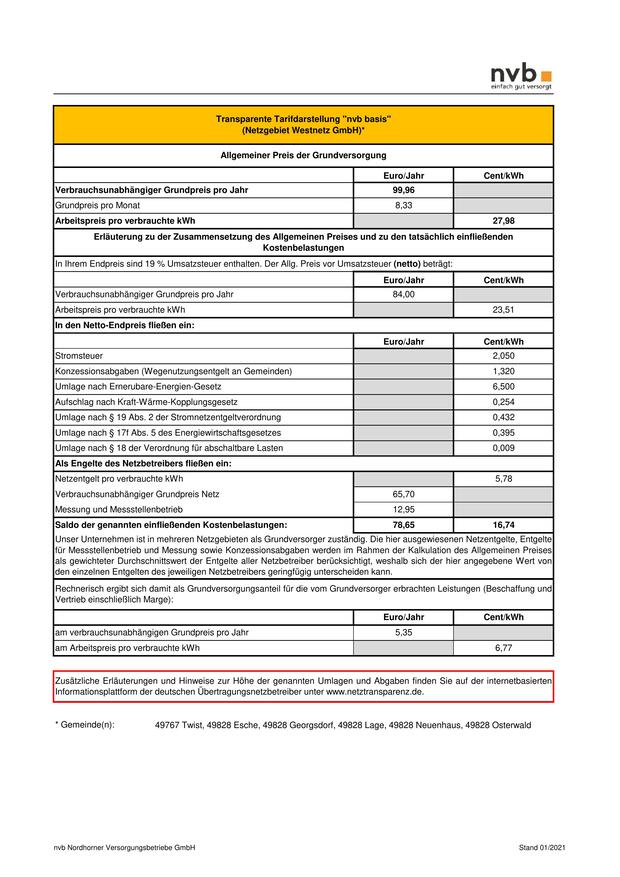 nvb
einfach gut versorgt
Transparente Tarifdarstellung "nvb basis"
(Netzgebiet Westnetz GmbH)*
Allgemeiner Preis der Grundversorgung
Euro/Jahr Cent/kWh
Verbrauchsunabhängiger Grundpreis pro Jahr 99,96
Grundpreis pro Monat 8,33
Arbeitspreis pro verbrauchte kWh 27,98
Erläuterung zu der Zusammensetzung des Allgemeinen Preises und zu den tatsächlich einfließenden
Kostenbelastungen
In Ihrem Endpreis sind 19 % Umsatzsteuer enthalten. Der Allg. Preis vor Umsatzsteuer (netto) beträgt:
Euro/Jahr Cent/kWh
Verbrauchsunabhängiger Grundpreis pro Jahr 84,00
Arbeitspreis pro verbrauchte kWh 23,51
In den Netto-Endpreis fließen ein:
Euro/Jahr Cent/kWh
Stromsteuer 2,050
Konzessionsabgaben (Wegenutzungsentgelt an Gemeinden) 1,320
Umlage nach Ernerubare-Energien-Gesetz 6,500
Aufschlag nach Kraft-Wärme-Kopplungsgesetz 0,254
Umlage nach § 19 Abs. 2 der Stromnetzentgeltverordnung 0,432
Umlage nach § 17f Abs. 5 des Energiewirtschaftsgesetzes 0,395
Umlage nach § 18 der Verordnung für abschaltbare Lasten 0,009
Als Engelte des Netzbetreibers fließen ein:
Netzentgelt pro verbrauchte kWh 5,78
Verbrauchsunabhängiger Grundpreis Netz 65,70
Messung und Messstellenbetrieb 12,95
Saldo der genannten einfließenden Kostenbelastungen: 78,65 16,74
Unser Unternehmen ist in mehreren Netzgebieten als Grundversorger zuständig. Die hier ausgewiesenen Netzentgelte, Entgelte
für Messstellenbetrieb und Messung sowie Konzessionsabgaben werden im Rahmen der Kalkulation des Allgemeinen Preises
als gewichteter Durchschnittswert der Entgelte aller Netzbetreiber berücksichtigt, weshalb sich der hier angegebene Wert von
den einzelnen Entgelten des jeweiligen Netzbetreibers geringfügig unterscheiden kann.
Rechnerisch ergibt sich damit als Grundversorgungsanteil für die vom Grundversorger erbrachten Leistungen (Beschaffung und
Vertrieb einschließlich Marge):
Euro/Jahr Cent/kWh
am verbrauchsunabhängigen Grundpreis pro Jahr 5,35
am Arbeitspreis pro verbrauchte kWh 6,77
Zusätzliche Erläuterungen und Hinweise zur Höhe der genannten Umlagen und Abgaben finden Sie auf der internetbasierten
Informationsplattform der deutschen Übertragungsnetzbetreiber unter www.netztransparenz.de.
* Gemeinde(n): 49767 Twist, 49828 Esche, 49828 Georgsdorf, 49828 Lage, 49828 Neuenhaus, 49828 Osterwald
nvb Nordhorner Versorgungsbetriebe GmbH Stand 01/2021